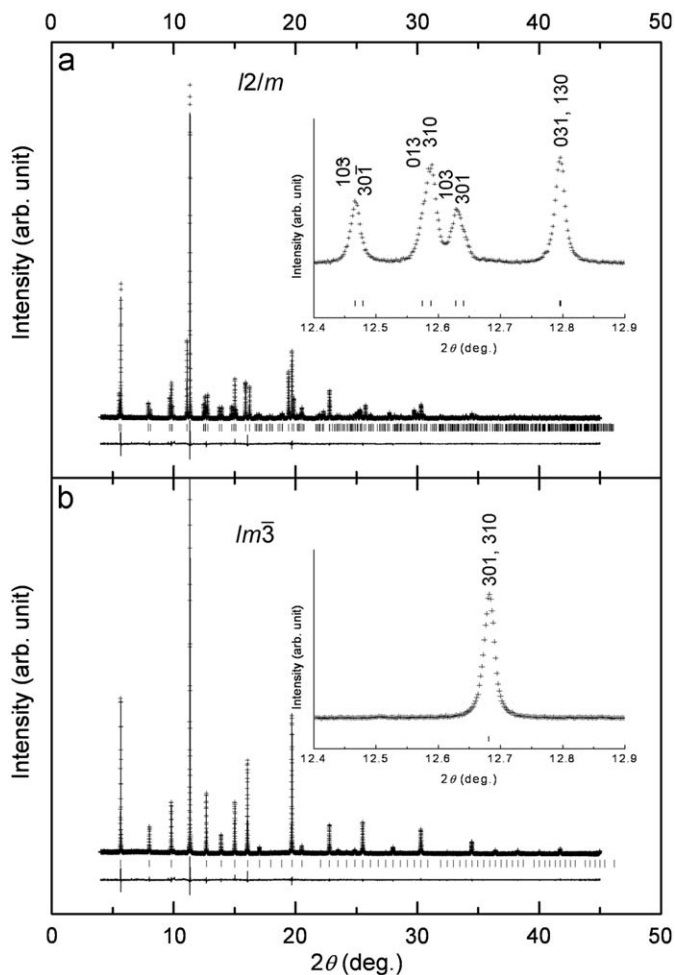 0 10 20 30 40 50
a
I2/m
Intensity (arb. unit)
Intensity (arb. unit)
103̄
301̄
013
310
103
301
031, 130
12.4 12.5 12.6 12.7 12.8 12.9
2θ (deg.)
b
Im3̄
Intensity (arb. unit)
Intensity (arb. unit)
301, 310
12.4 12.5 12.6 12.7 12.8 12.9
2θ (deg.)
0 10 20 30 40 50
2θ (deg.)